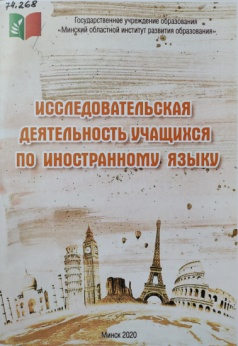 74.268
Государственное учреждение образования
«Минский областной институт развития образования»
ИССЛЕДОВАТЕЛЬСКАЯ
ДЕЯТЕЛЬНОСТЬ УЧАЩИХСЯ
ПО ИНОСТРАННОМУ ЯЗЫКУ
Минск 2020